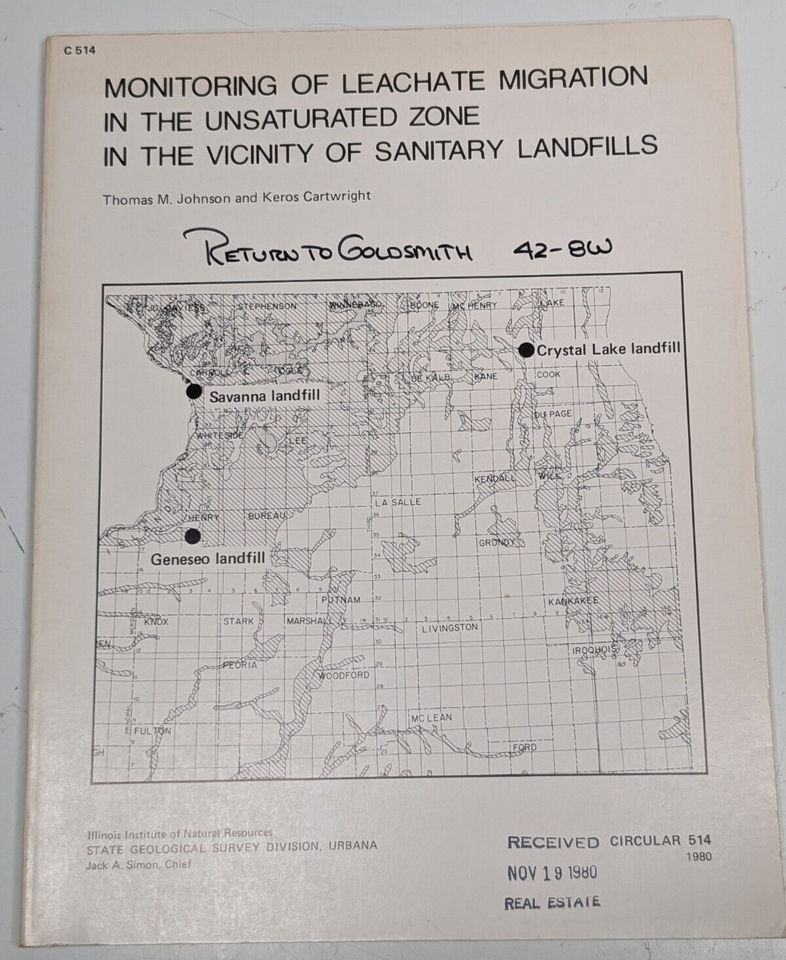 C 514
MONITORING OF LEACHATE MIGRATION
IN THE UNSATURATED ZONE
IN THE VICINITY OF SANITARY LANDFILLS
Thomas M. Johnson and Keros Cartwright
RETURN TO GOLDSMITH 42-8W
JO DAVIESS STEPHENSON WINNEBAGO BOONE MC HENRY LAKE
Crystal Lake landfill
CARROLL OGLE DE KALB KANE COOK
Savanna landfill
DU PAGE
WHITESIDE LEE
KENDALL WILL
LA SALLE
HENRY BUREAU
GRUNDY
Geneseo landfill
PUTNAM KANKAKEE
KNOX STARK MARSHALL LIVINGSTON
IROQUOIS
PEORIA
WOODFORD
MC LEAN
FULTON
FORD
Illinois Institute of Natural Resources
STATE GEOLOGICAL SURVEY DIVISION, URBANA
Jack A. Simon, Chief
RECEIVED CIRCULAR 514
1980
NOV 19 1980
REAL ESTATE